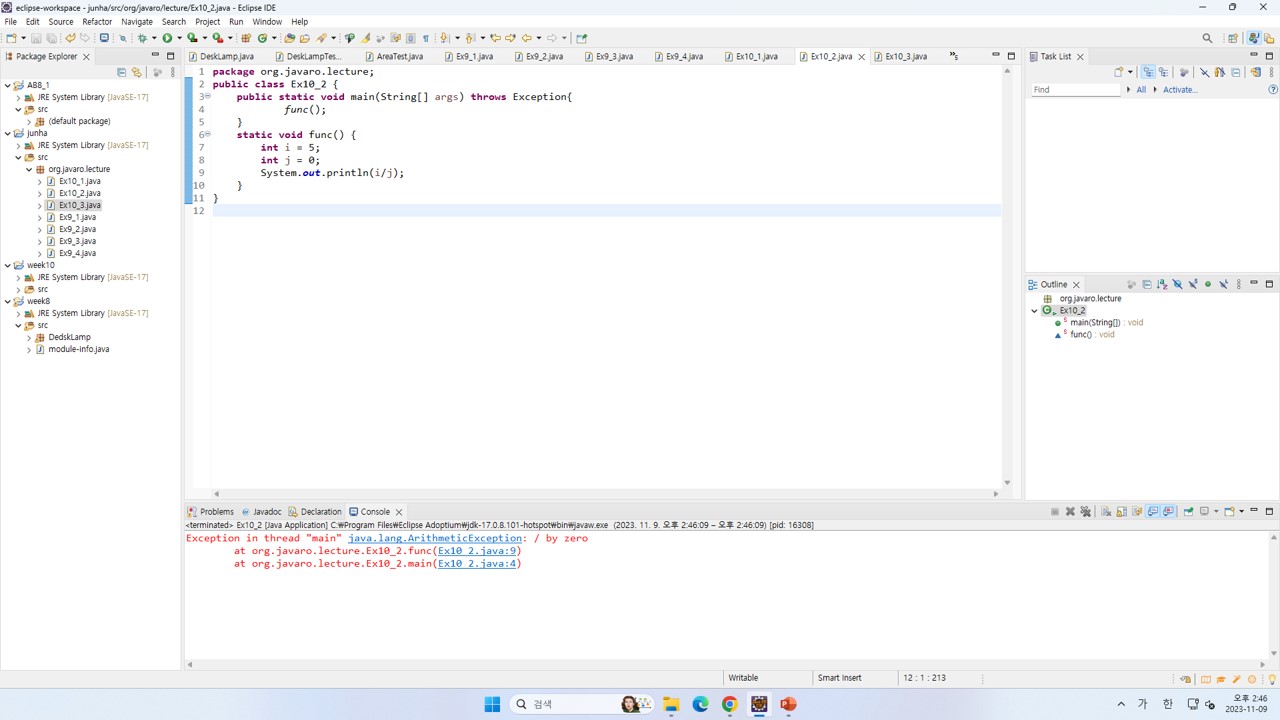 eclipse-workspace - junha/src/org/javaro/lecture/Ex10_2.java - Eclipse IDE
File Edit Source Refactor Navigate Search Project Run Window Help
Package Explorer
A88_1
JRE System Library [JavaSE-17]
src
(default package)
junha
JRE System Library [JavaSE-17]
src
org.javaro.lecture
Ex10_1.java
Ex10_2.java
Ex10_3.java
Ex9_1.java
Ex9_2.java
Ex9_3.java
Ex9_4.java
week10
JRE System Library [JavaSE-17]
src
week8
JRE System Library [JavaSE-17]
src
DedskLamp
module-info.java
DeskLamp.java DeskLampTes... AreaTest.java Ex9_1.java Ex9_2.java Ex9_3.java Ex9_4.java Ex10_1.java Ex10_2.java Ex10_3.java »5
1 package org.javaro.lecture;
2 public class Ex10_2 {
3 public static void main(String[] args) throws Exception{
4 func();
5 }
6 static void func() {
7 int i = 5;
8 int j = 0;
9 System.out.println(i/j);
10 }
11 }
12
Task List
Find All Activate...
Outline
org.javaro.lecture
Ex10_2
main(String[]) : void
func() : void
Problems Javadoc Declaration Console
<terminated> Ex10_2 [Java Application] C:₩Program Files₩Eclipse Adoptium₩jdk-17.0.8.101-hotspot₩bin₩javaw.exe (2023. 11. 9. 오후 2:46:09 – 오후 2:46:09) [pid: 16308]
Exception in thread "main" java.lang.ArithmeticException: / by zero
at org.javaro.lecture.Ex10_2.func(Ex10_2.java:9)
at org.javaro.lecture.Ex10_2.main(Ex10_2.java:4)
Writable Smart Insert 12 : 1 : 213
검색
가 한 오후 2:46
2023-11-09